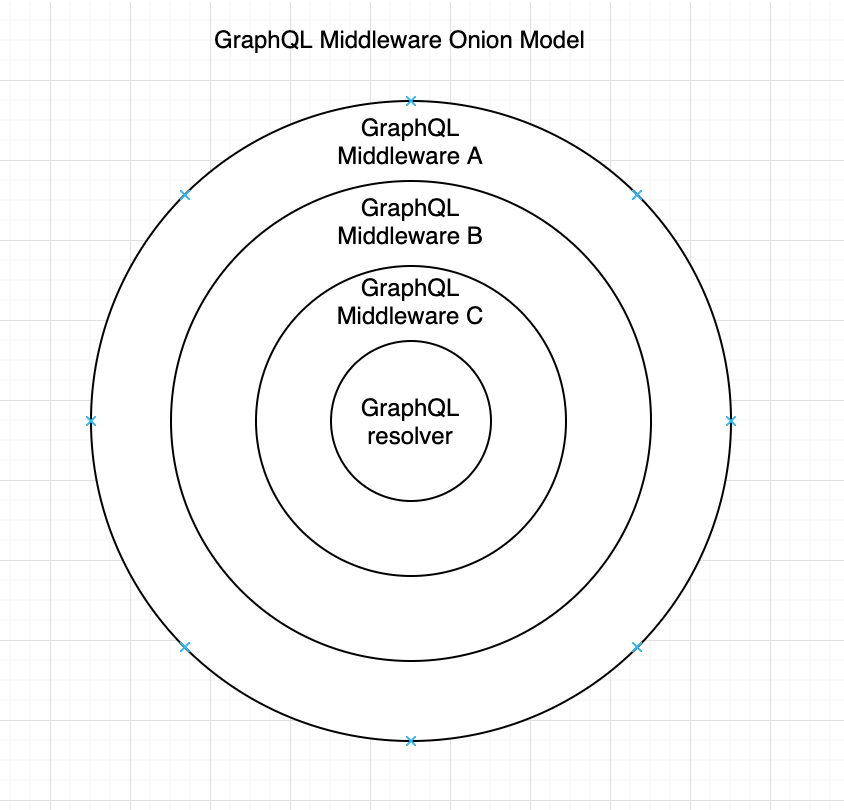 GraphQL Middleware Onion Model
GraphQL
Middleware A
GraphQL
Middleware B
GraphQL
Middleware C
GraphQL
resolver